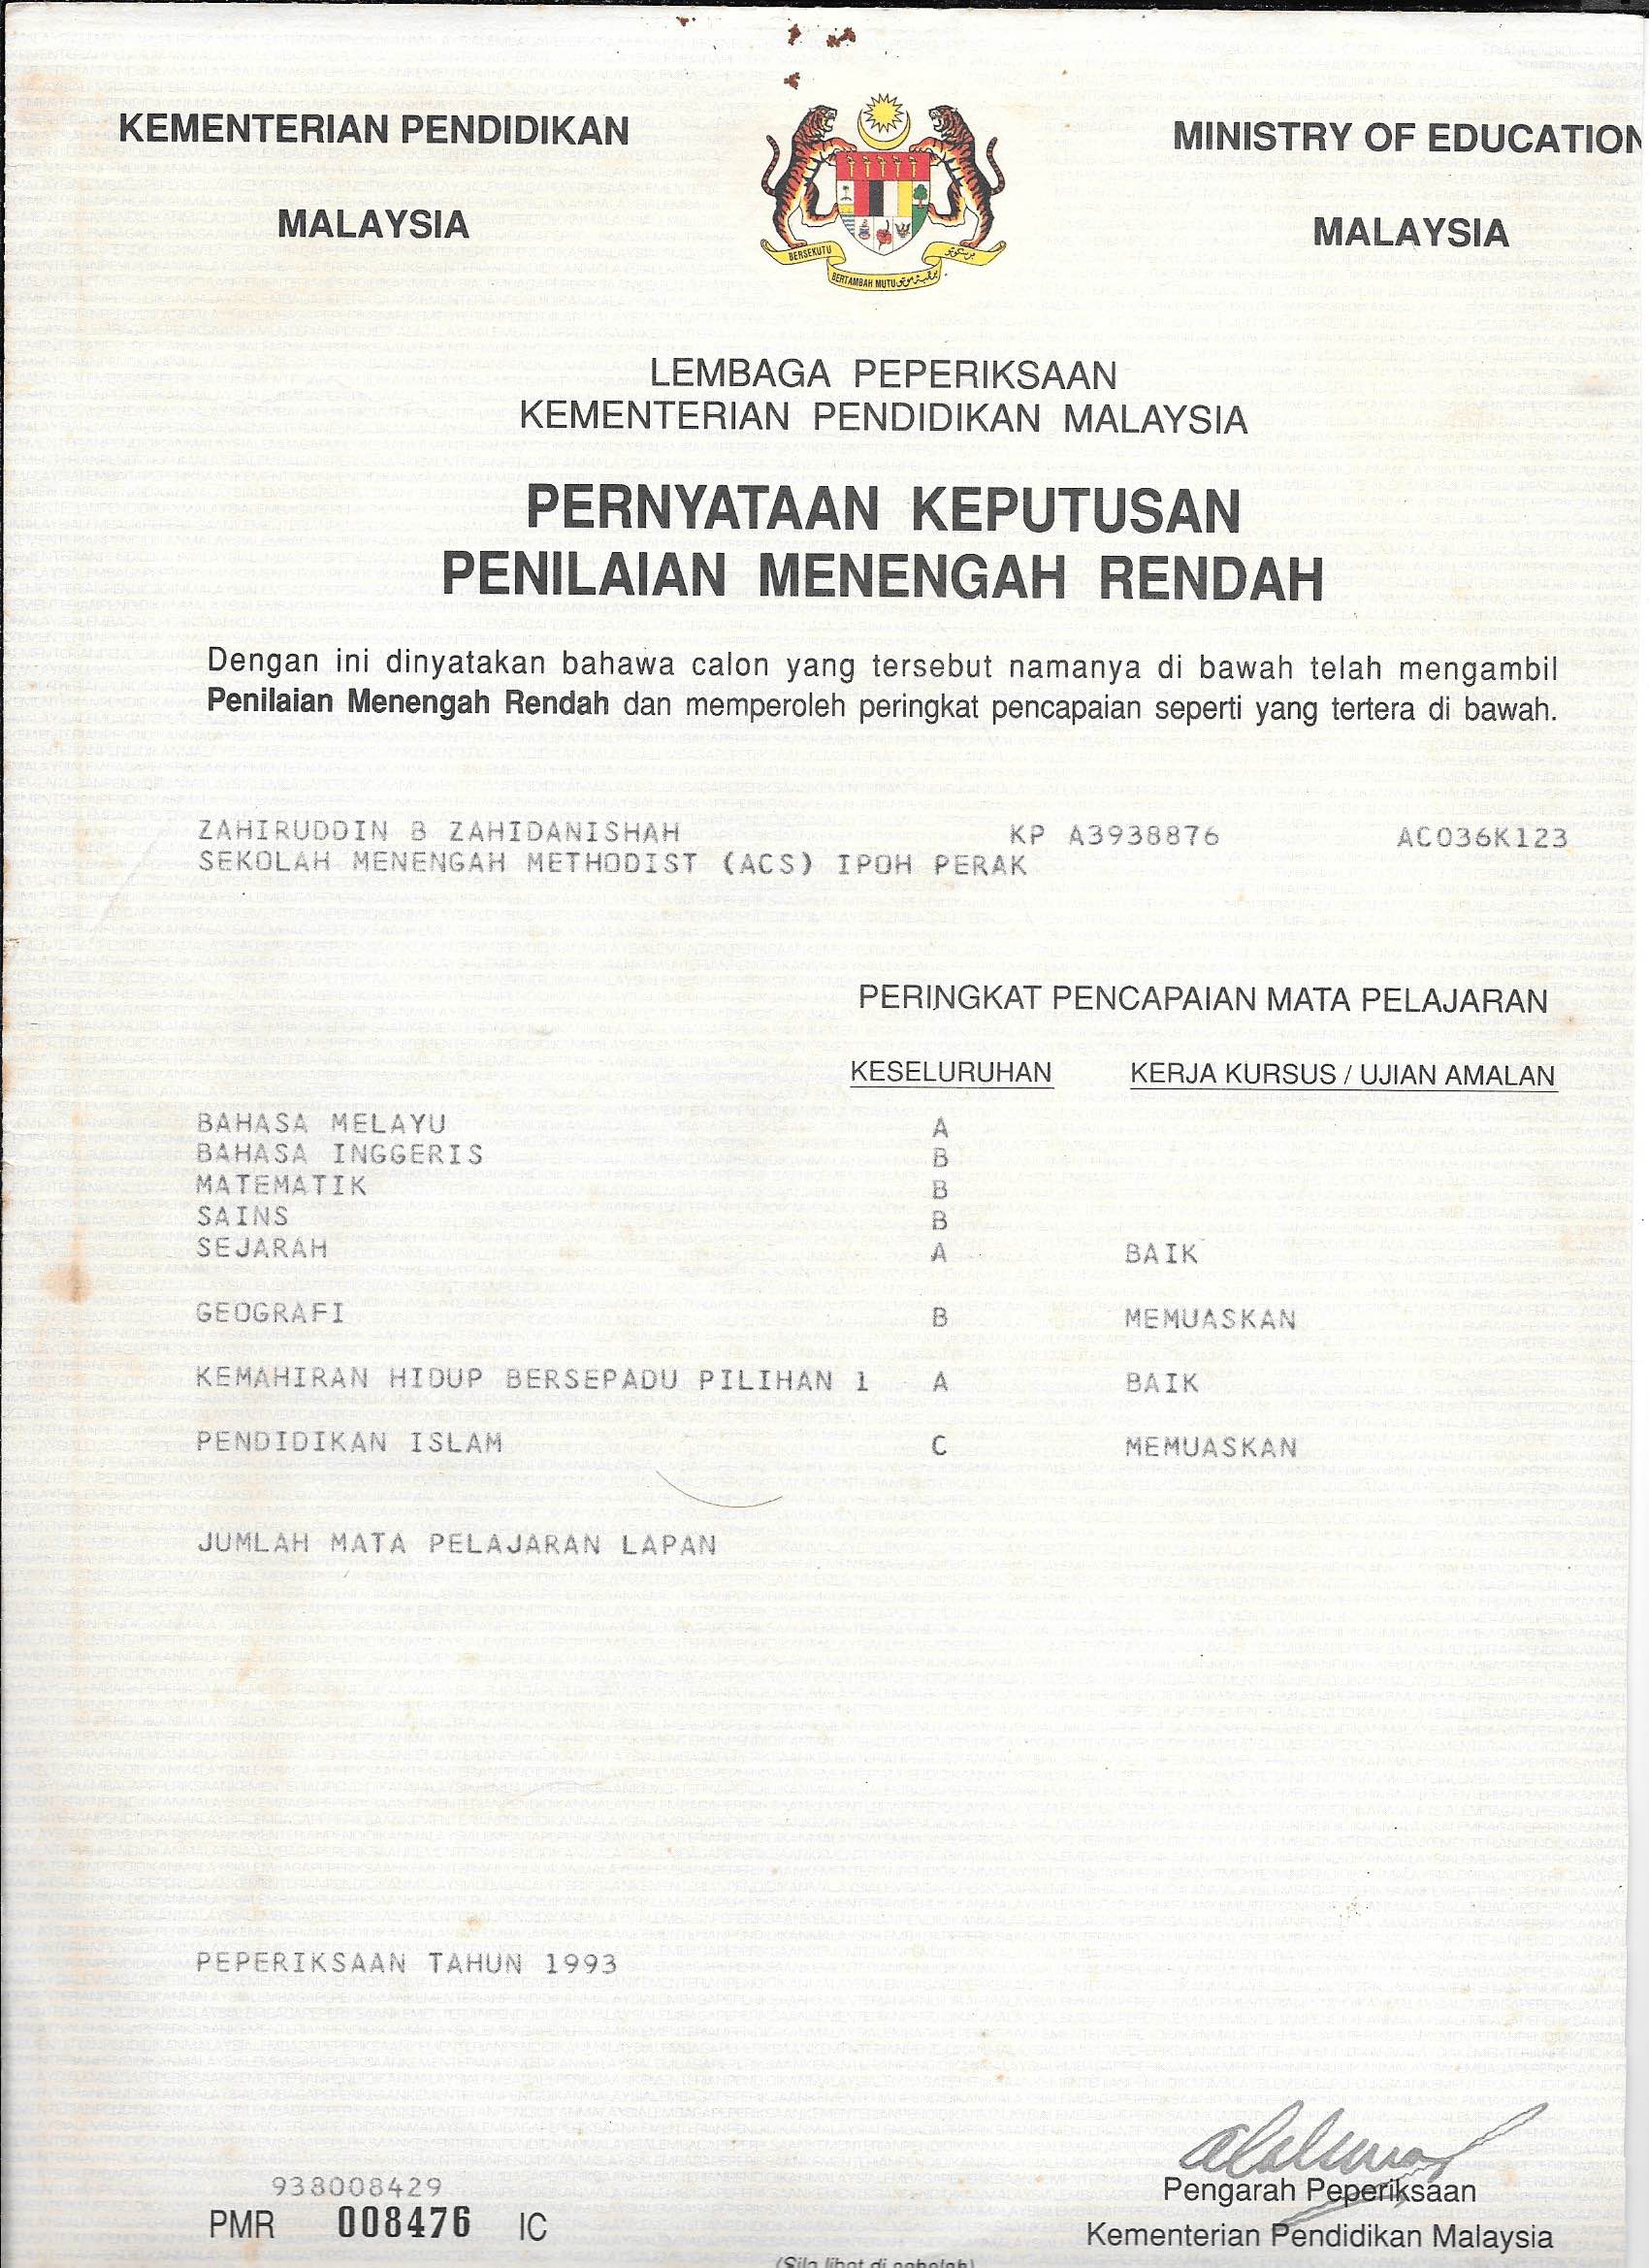 KEMENTERIAN PENDIDIKAN
MALAYSIA
MINISTRY OF EDUCATION
MALAYSIA
BERSEKUTU
BERTAMBAH MUTU
LEMBAGA PEPERIKSAAN
KEMENTERIAN PENDIDIKAN MALAYSIA
PERNYATAAN KEPUTUSAN
PENILAIAN MENENGAH RENDAH
Dengan ini dinyatakan bahawa calon yang tersebut namanya di bawah telah mengambil
Penilaian Menengah Rendah dan memperoleh peringkat pencapaian seperti yang tertera di bawah.
ZAHIRUDDIN B ZAHIDANISHAH KP A3938876 AC036K123
SEKOLAH MENENGAH METHODIST (ACS) IPOH PERAK
PERINGKAT PENCAPAIAN MATA PELAJARAN
KESELURUHAN KERJA KURSUS / UJIAN AMALAN
BAHASA MELAYU A
BAHASA INGGERIS B
MATEMATIK B
SAINS B
SEJARAH A BAIK
GEOGRAFI B MEMUASKAN
KEMAHIRAN HIDUP BERSEPADU PILIHAN 1 A BAIK
PENDIDIKAN ISLAM C MEMUASKAN
JUMLAH MATA PELAJARAN LAPAN
PEPERIKSAAN TAHUN 1993
938008429
PMR 008476 IC
Pengarah Peperiksaan
Kementerian Pendidikan Malaysia
(Sila lihat di sebelah)